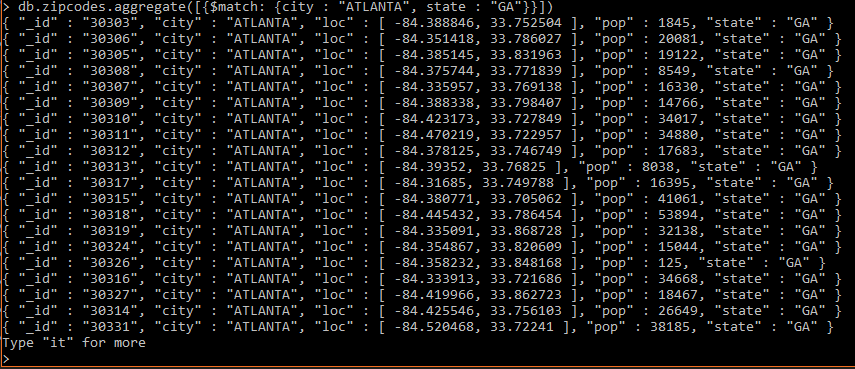 > db.zipcodes.aggregate([{$match: {city : "ATLANTA", state : "GA"}}])
{ "_id" : "30303", "city" : "ATLANTA", "loc" : [ -84.388846, 33.752504 ], "pop" : 1845, "state" : "GA" }
{ "_id" : "30306", "city" : "ATLANTA", "loc" : [ -84.351418, 33.786027 ], "pop" : 20081, "state" : "GA" }
{ "_id" : "30305", "city" : "ATLANTA", "loc" : [ -84.385145, 33.831963 ], "pop" : 19122, "state" : "GA" }
{ "_id" : "30308", "city" : "ATLANTA", "loc" : [ -84.375744, 33.771839 ], "pop" : 8549, "state" : "GA" }
{ "_id" : "30307", "city" : "ATLANTA", "loc" : [ -84.335957, 33.769138 ], "pop" : 16330, "state" : "GA" }
{ "_id" : "30309", "city" : "ATLANTA", "loc" : [ -84.388338, 33.798407 ], "pop" : 14766, "state" : "GA" }
{ "_id" : "30310", "city" : "ATLANTA", "loc" : [ -84.423173, 33.727849 ], "pop" : 34017, "state" : "GA" }
{ "_id" : "30311", "city" : "ATLANTA", "loc" : [ -84.470219, 33.722957 ], "pop" : 34880, "state" : "GA" }
{ "_id" : "30312", "city" : "ATLANTA", "loc" : [ -84.378125, 33.746749 ], "pop" : 17683, "state" : "GA" }
{ "_id" : "30313", "city" : "ATLANTA", "loc" : [ -84.39352, 33.76825 ], "pop" : 8038, "state" : "GA" }
{ "_id" : "30317", "city" : "ATLANTA", "loc" : [ -84.31685, 33.749788 ], "pop" : 16395, "state" : "GA" }
{ "_id" : "30315", "city" : "ATLANTA", "loc" : [ -84.380771, 33.705062 ], "pop" : 41061, "state" : "GA" }
{ "_id" : "30318", "city" : "ATLANTA", "loc" : [ -84.445432, 33.786454 ], "pop" : 53894, "state" : "GA" }
{ "_id" : "30319", "city" : "ATLANTA", "loc" : [ -84.335091, 33.868728 ], "pop" : 32138, "state" : "GA" }
{ "_id" : "30324", "city" : "ATLANTA", "loc" : [ -84.354867, 33.820609 ], "pop" : 15044, "state" : "GA" }
{ "_id" : "30326", "city" : "ATLANTA", "loc" : [ -84.358232, 33.848168 ], "pop" : 125, "state" : "GA" }
{ "_id" : "30316", "city" : "ATLANTA", "loc" : [ -84.333913, 33.721686 ], "pop" : 34668, "state" : "GA" }
{ "_id" : "30327", "city" : "ATLANTA", "loc" : [ -84.419966, 33.862723 ], "pop" : 18467, "state" : "GA" }
{ "_id" : "30314", "city" : "ATLANTA", "loc" : [ -84.425546, 33.756103 ], "pop" : 26649, "state" : "GA" }
{ "_id" : "30331", "city" : "ATLANTA", "loc" : [ -84.520468, 33.72241 ], "pop" : 38185, "state" : "GA" }
Type "it" for more
>